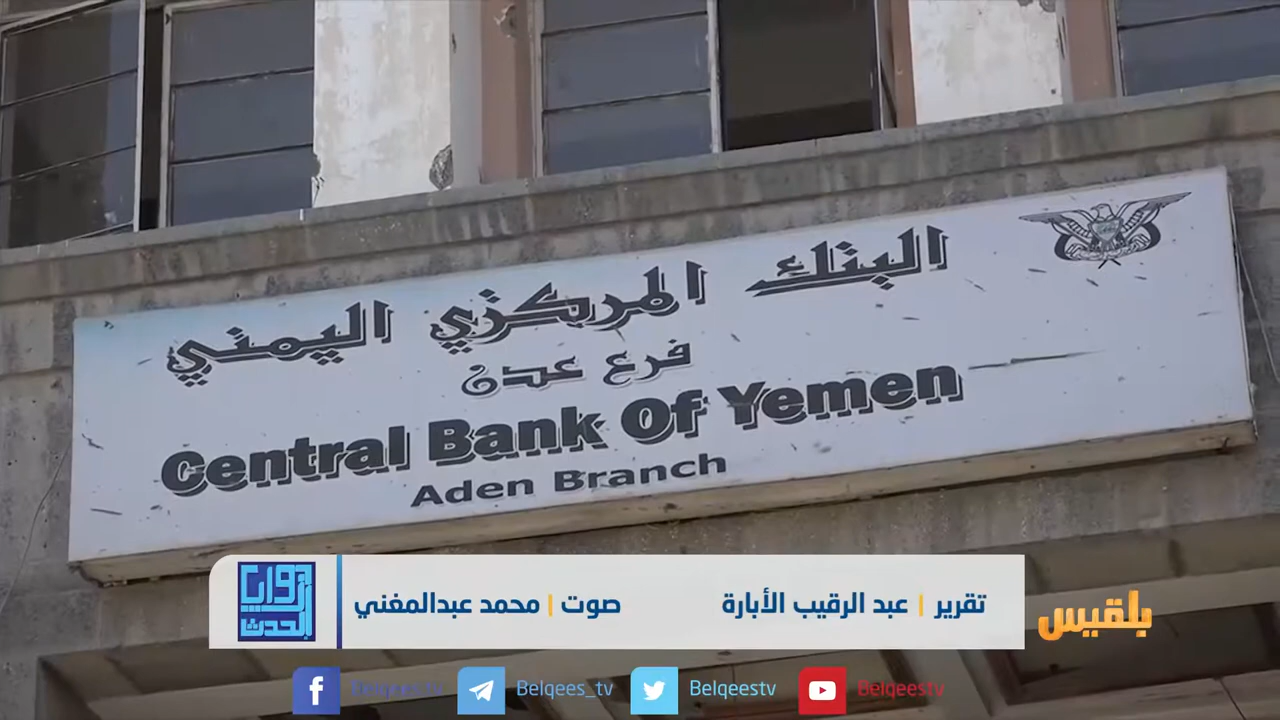 البنك المركزي اليمني
فرع عدن
Central Bank Of Yemen
Aden Branch
تقرير | عبد الرقيب الأبارة
صوت | محمد عبدالمغني
زوايا الحدث
بلقيس
Belqeestv
Belqees_tv
Belqeestv
Belqeestv